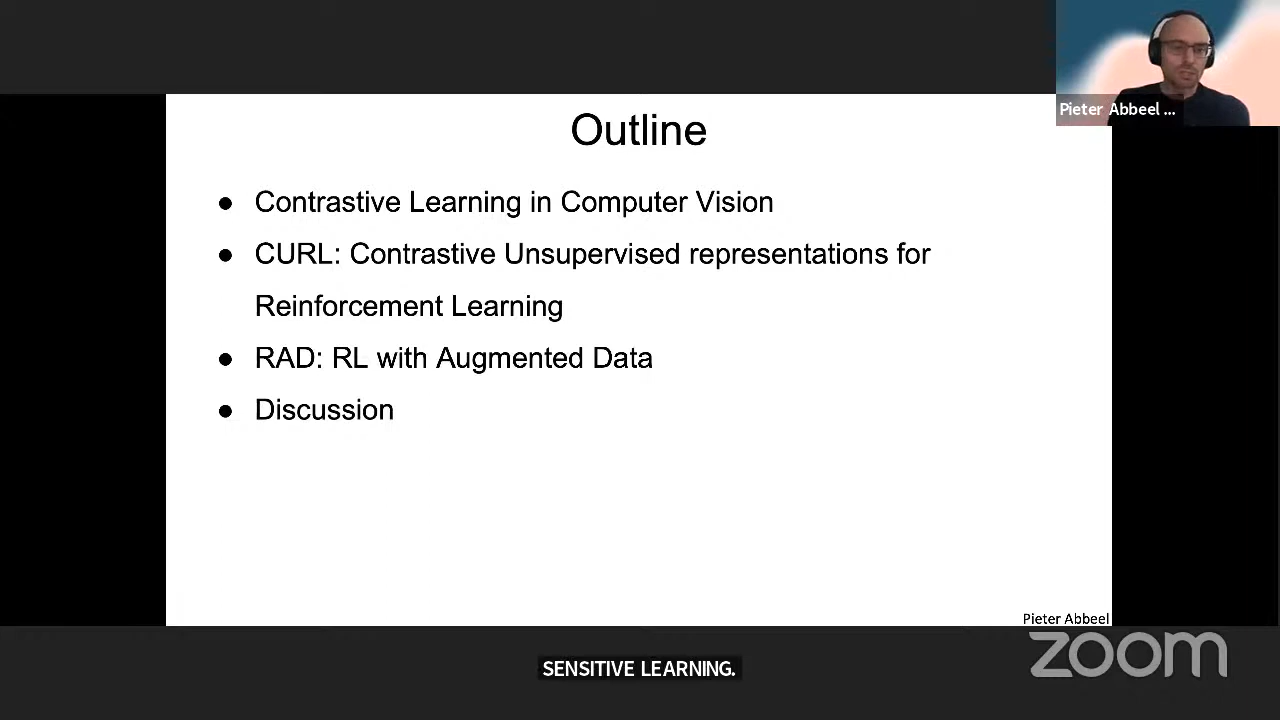 Pieter Abbeel ...
Outline
● Contrastive Learning in Computer Vision
● CURL: Contrastive Unsupervised representations for
Reinforcement Learning
● RAD: RL with Augmented Data
● Discussion
Pieter Abbeel
zoom
SENSITIVE LEARNING.